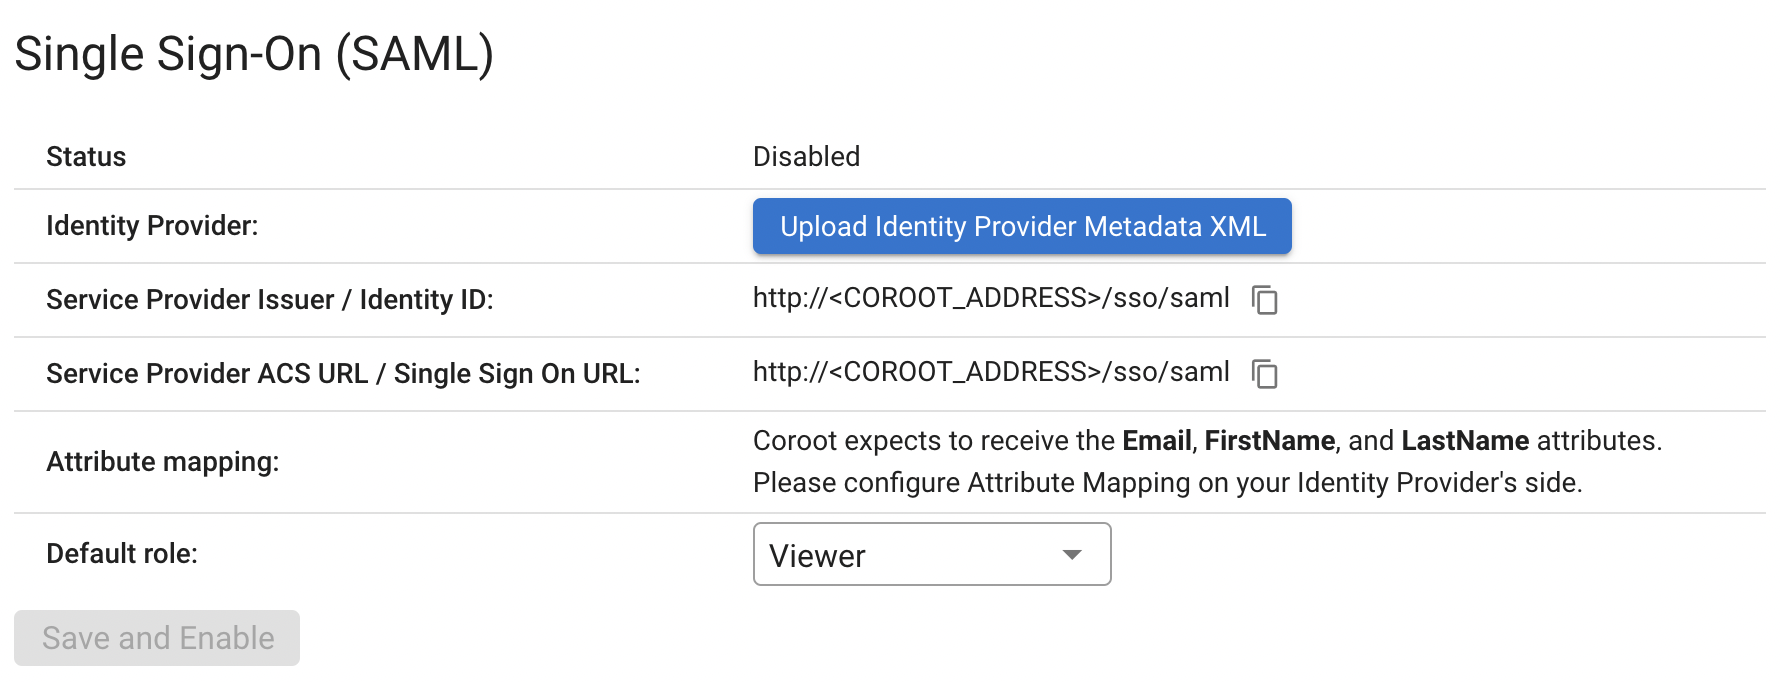 Single Sign-On (SAML)
Status
Disabled
Identity Provider:
Upload Identity Provider Metadata XML
Service Provider Issuer / Identity ID:
http://<COROOT_ADDRESS>/sso/saml
Service Provider ACS URL / Single Sign On URL:
http://<COROOT_ADDRESS>/sso/saml
Attribute mapping:
Coroot expects to receive the Email, FirstName, and LastName attributes.
Please configure Attribute Mapping on your Identity Provider's side.
Default role:
Viewer
Save and Enable